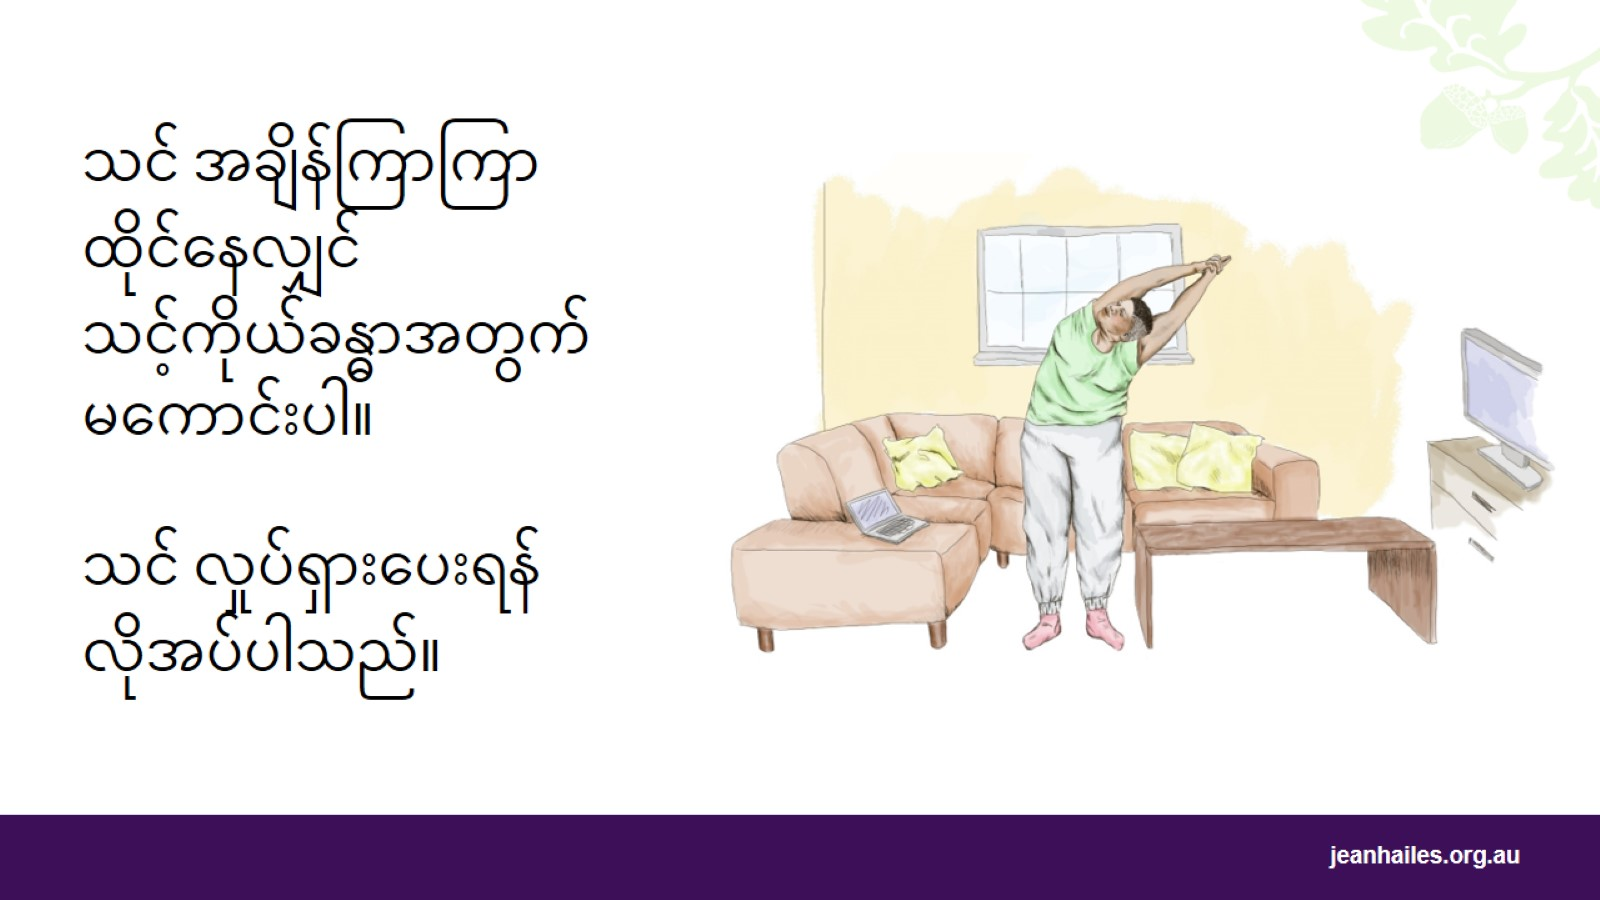 သင် အချိန်ကြာကြာ
ထိုင်နေလျှင်
သင့်ကိုယ်ခန္ဓာအတွက်
မကောင်းပါ။
သင် လှုပ်ရှားပေးရန်
လိုအပ်ပါသည်။
jeanhailes.org.au